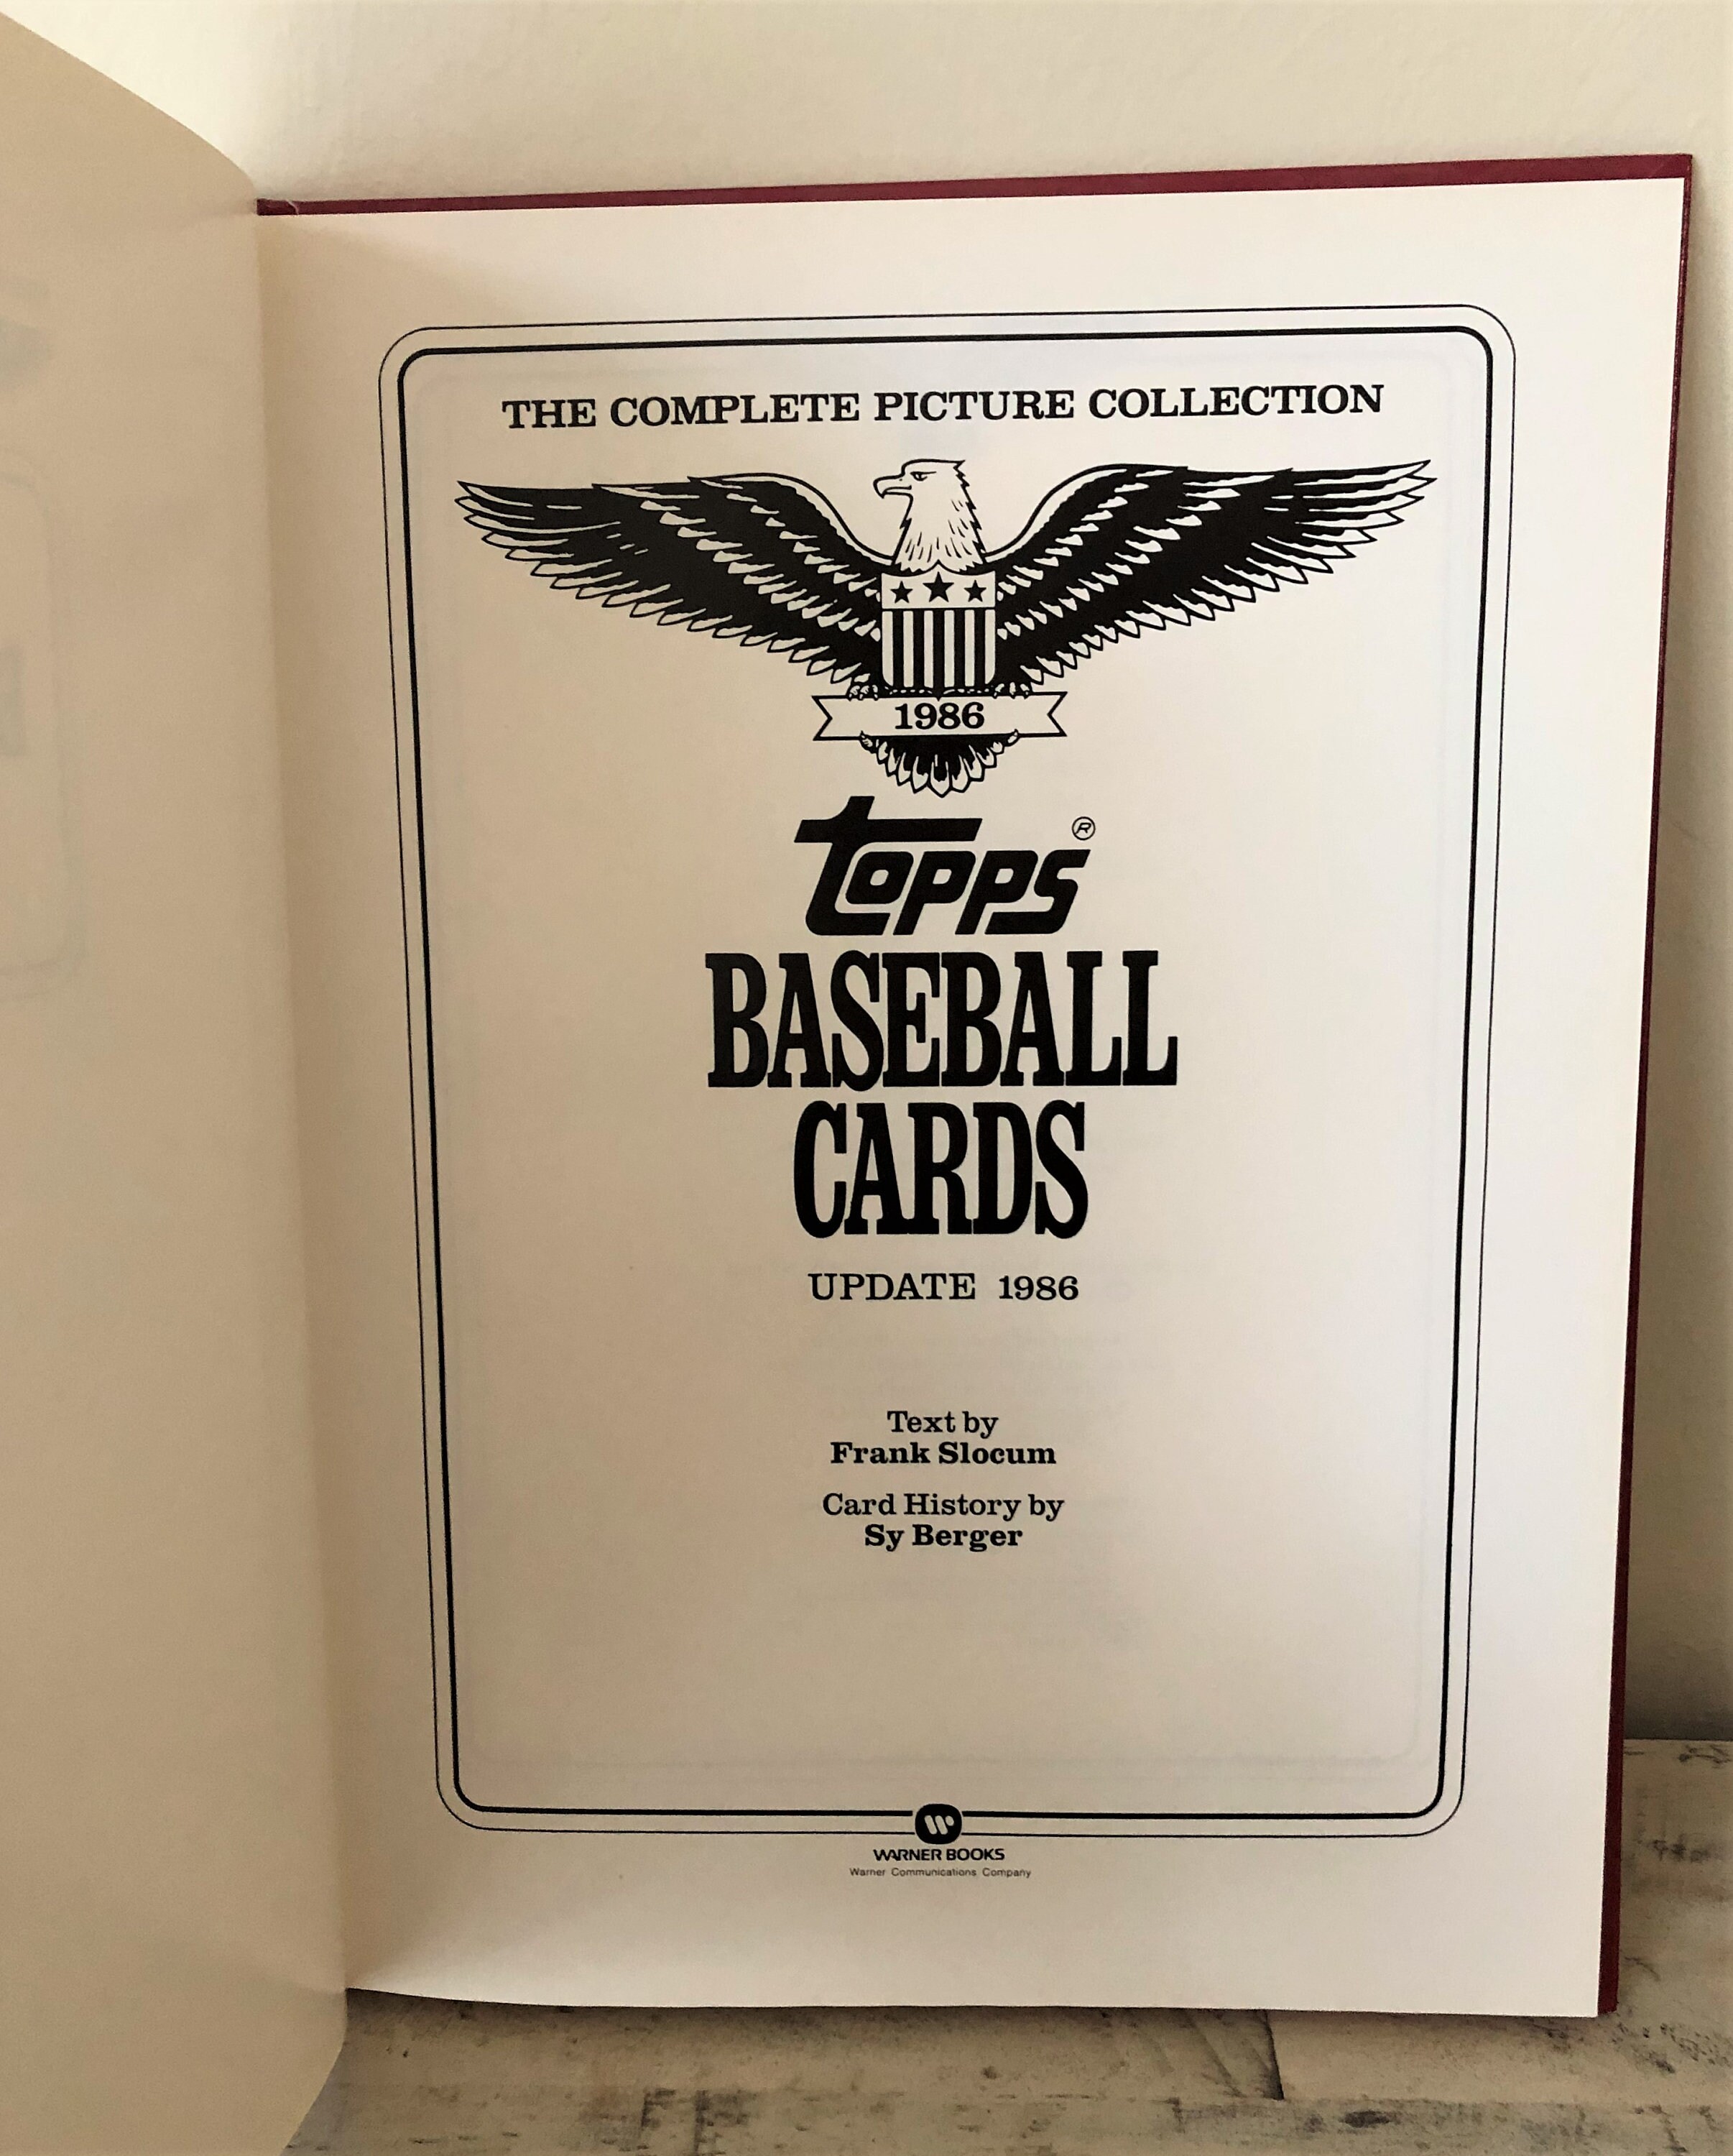 THE COMPLETE PICTURE COLLECTION
1986
topps®
BASEBALL
CARDS
UPDATE 1986
Text by
Frank Slocum
Card History by
Sy Berger
WARNER BOOKS
Warner Communications Company